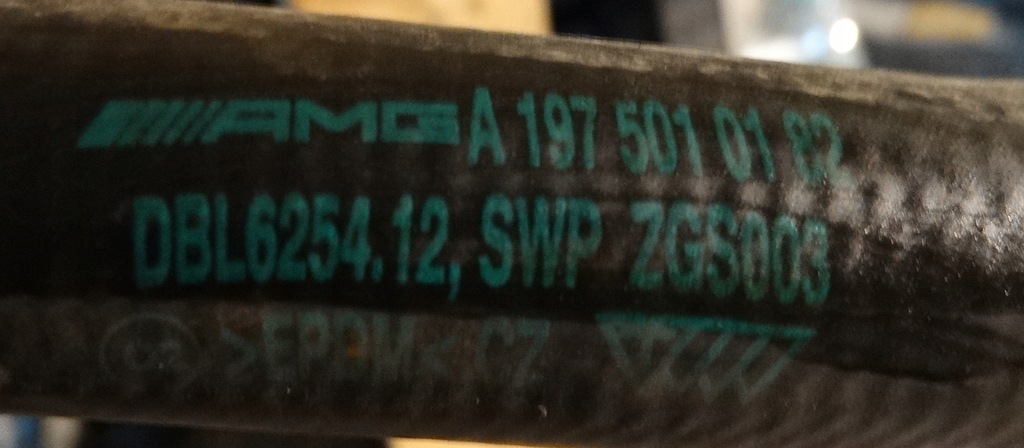 AMG A 197 501 01 82
DBL6254.12, SWP ZGS003
>EPDM< CZ